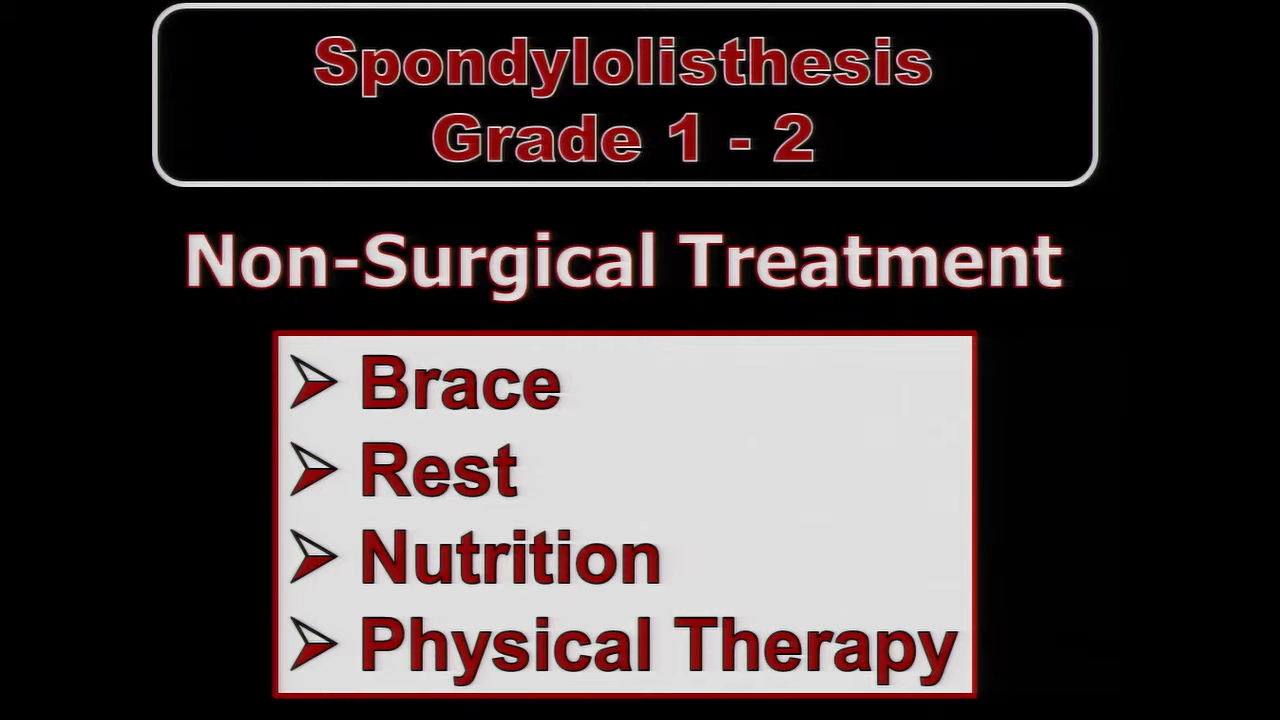 Spondylolisthesis
Grade 1 - 2
Non-Surgical Treatment
Brace
Rest
Nutrition
Physical Therapy